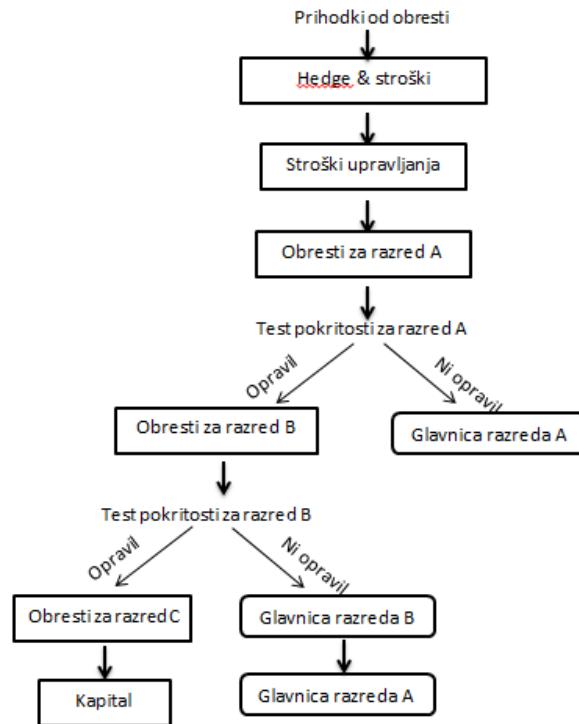 Prihodki od obresti
Hedge & stroški
Stroški upravljanja
Obresti za razred A
Test pokritosti za razred A
Opravil
Ni opravil
Obresti za razred B
Glavnica razreda A
Test pokritosti za razred B
Opravil
Ni opravil
Obresti za razred C
Glavnica razreda B
Kapital
Glavnica razreda A